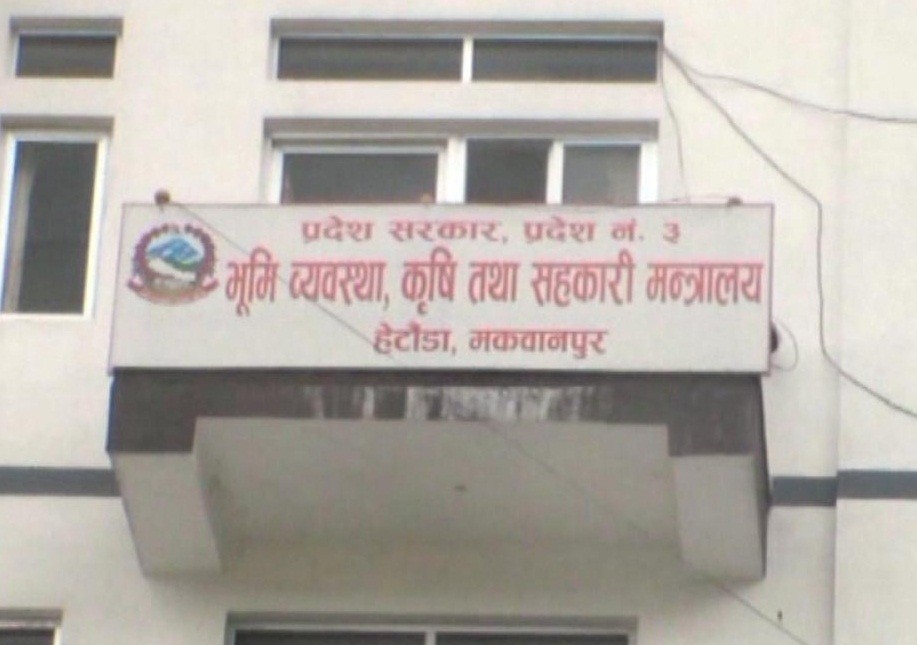 प्रदेश सरकार, प्रदेश नं. ३
भूमि व्यवस्था, कृषि तथा सहकारी मन्त्रालय
हेटौंडा, मकवानपुर